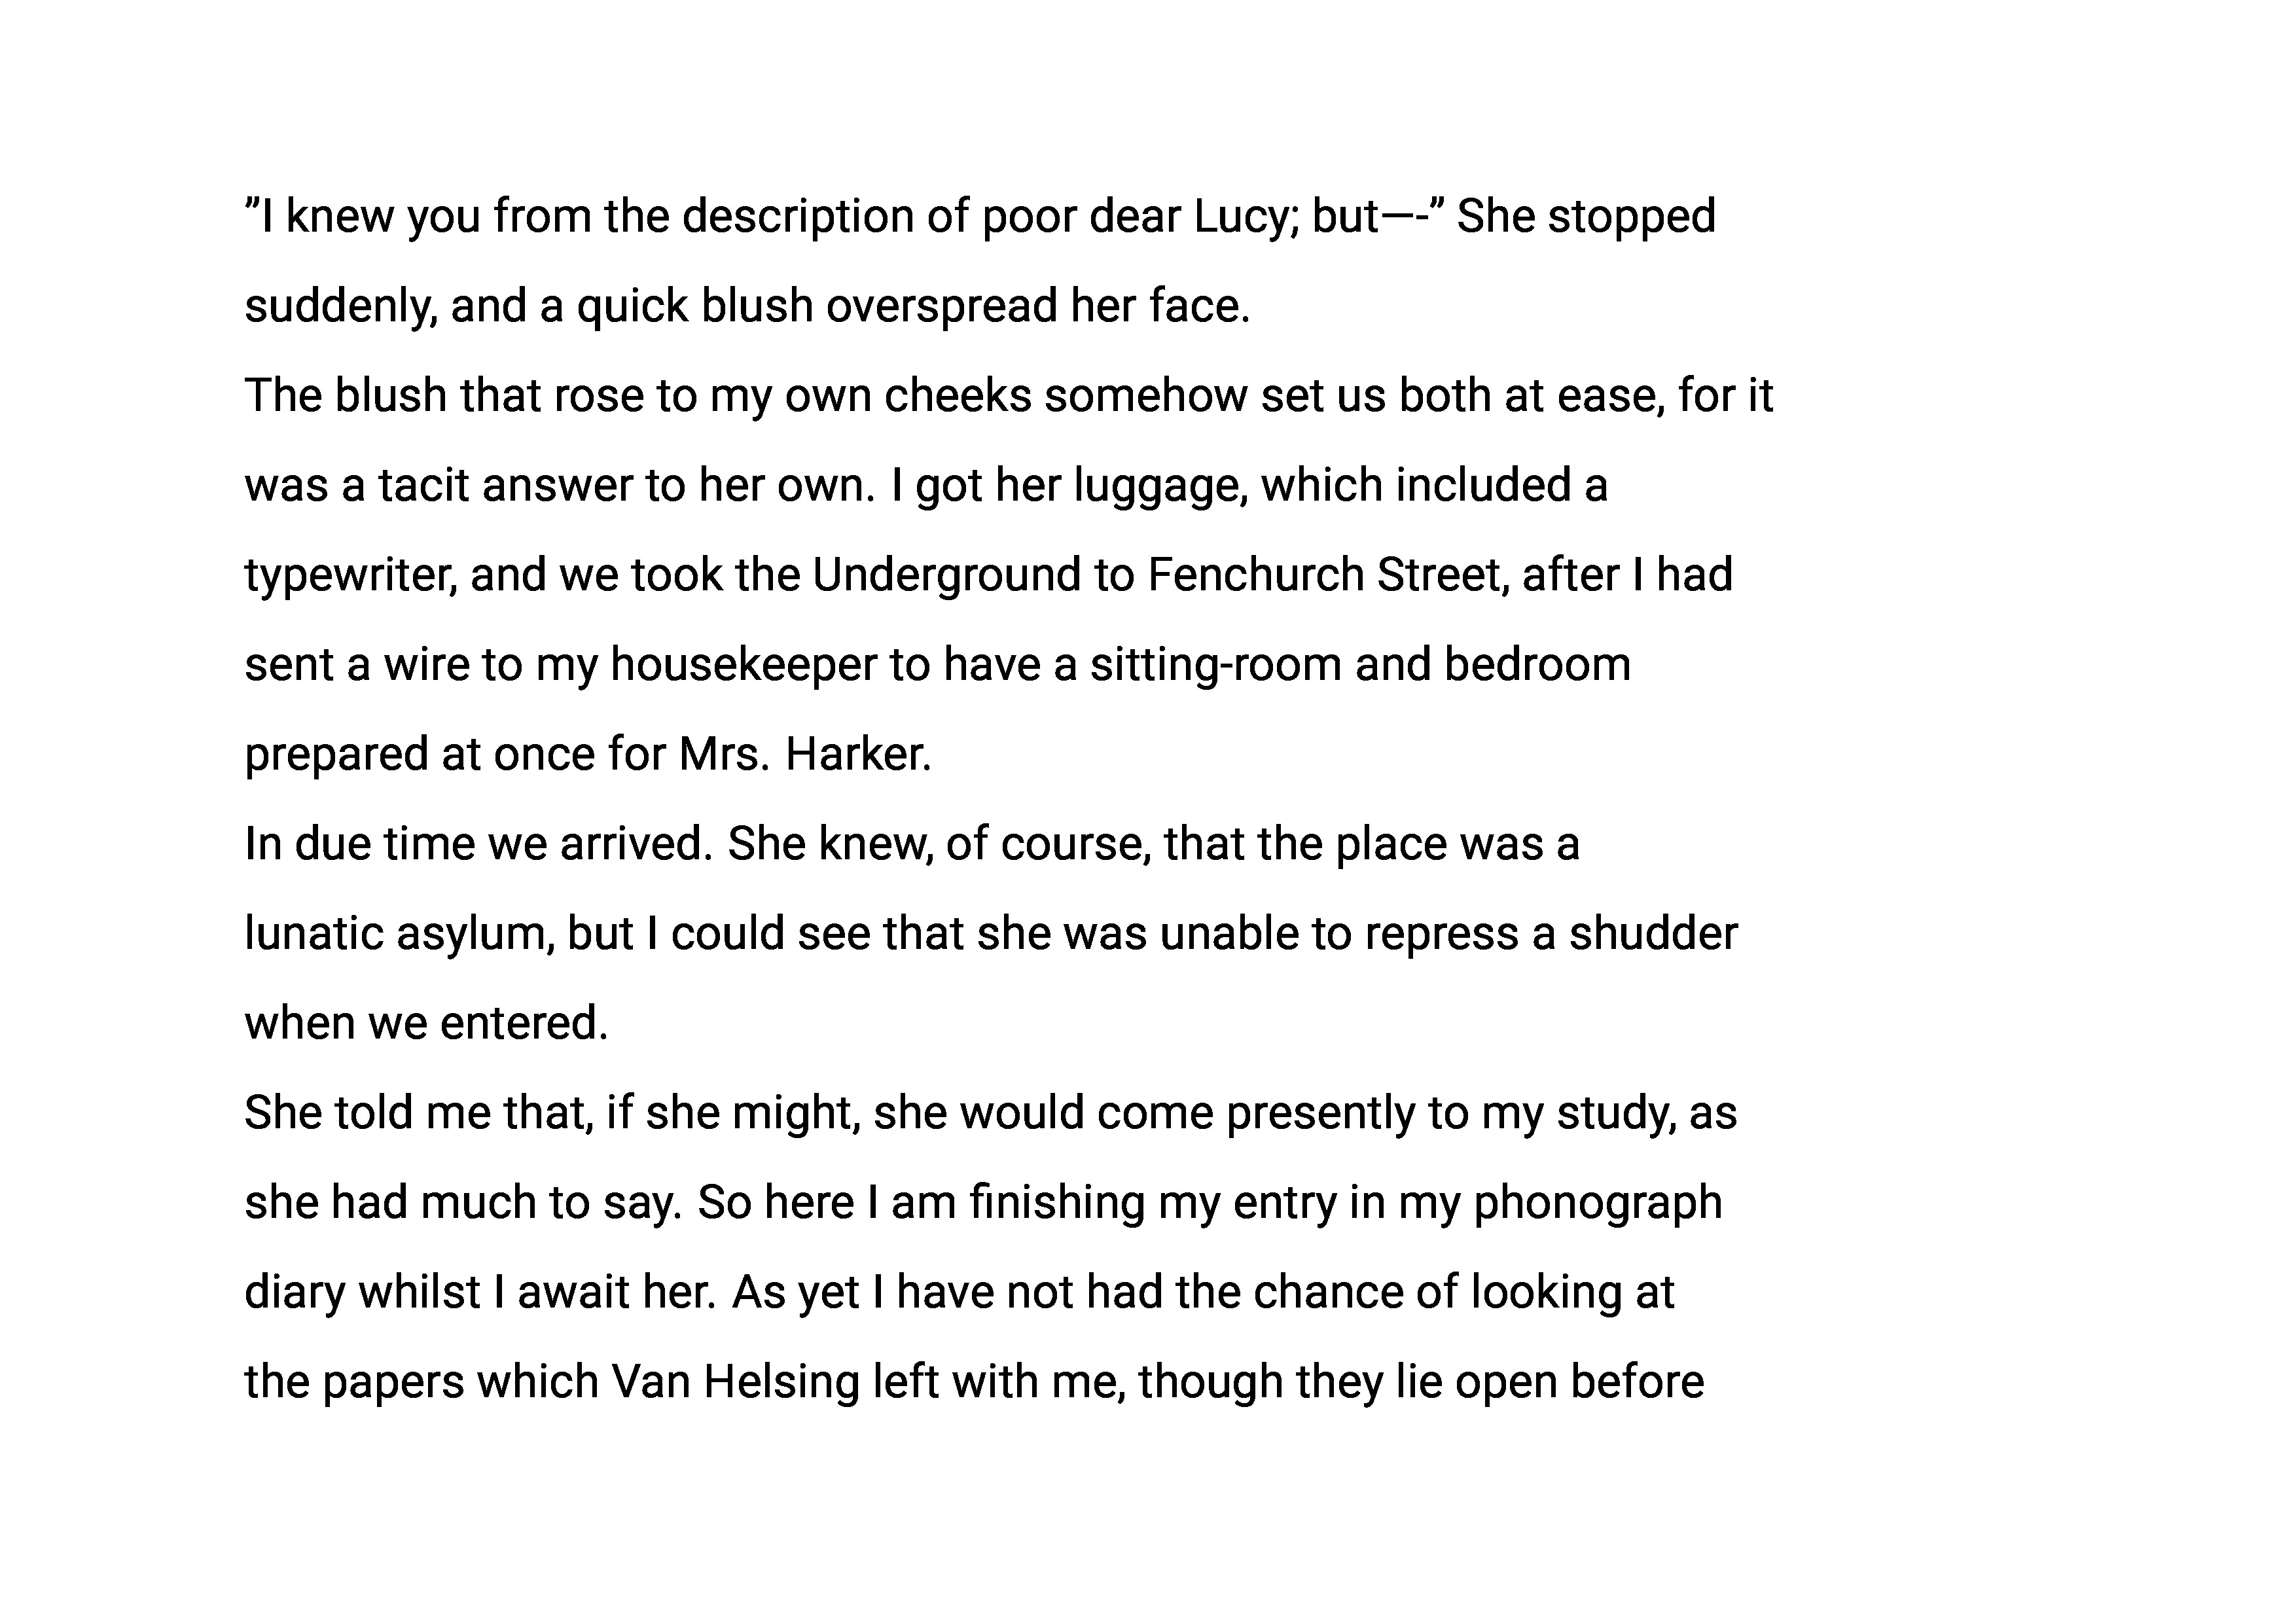 ”I knew you from the description of poor dear Lucy; but—-” She stopped
suddenly, and a quick blush overspread her face.
The blush that rose to my own cheeks somehow set us both at ease, for it
was a tacit answer to her own. I got her luggage, which included a
typewriter, and we took the Underground to Fenchurch Street, after I had
sent a wire to my housekeeper to have a sitting-room and bedroom
prepared at once for Mrs. Harker.
In due time we arrived. She knew, of course, that the place was a
lunatic asylum, but I could see that she was unable to repress a shudder
when we entered.
She told me that, if she might, she would come presently to my study, as
she had much to say. So here I am finishing my entry in my phonograph
diary whilst I await her. As yet I have not had the chance of looking at
the papers which Van Helsing left with me, though they lie open before